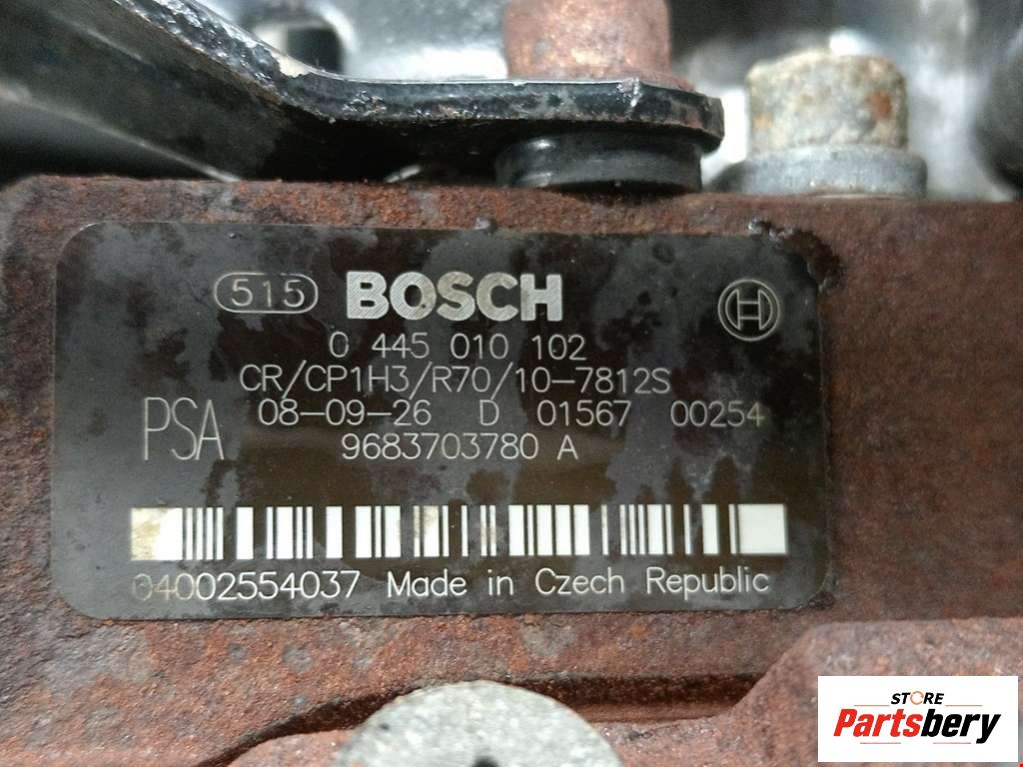 515 BOSCH H
0 445 010 102
CR/CP1H3/R70/10-7812S
PSA 08-09-26 D 01567 00254
9683703780 A
04002554037 Made in Czech Republic
STORE
Partsbery